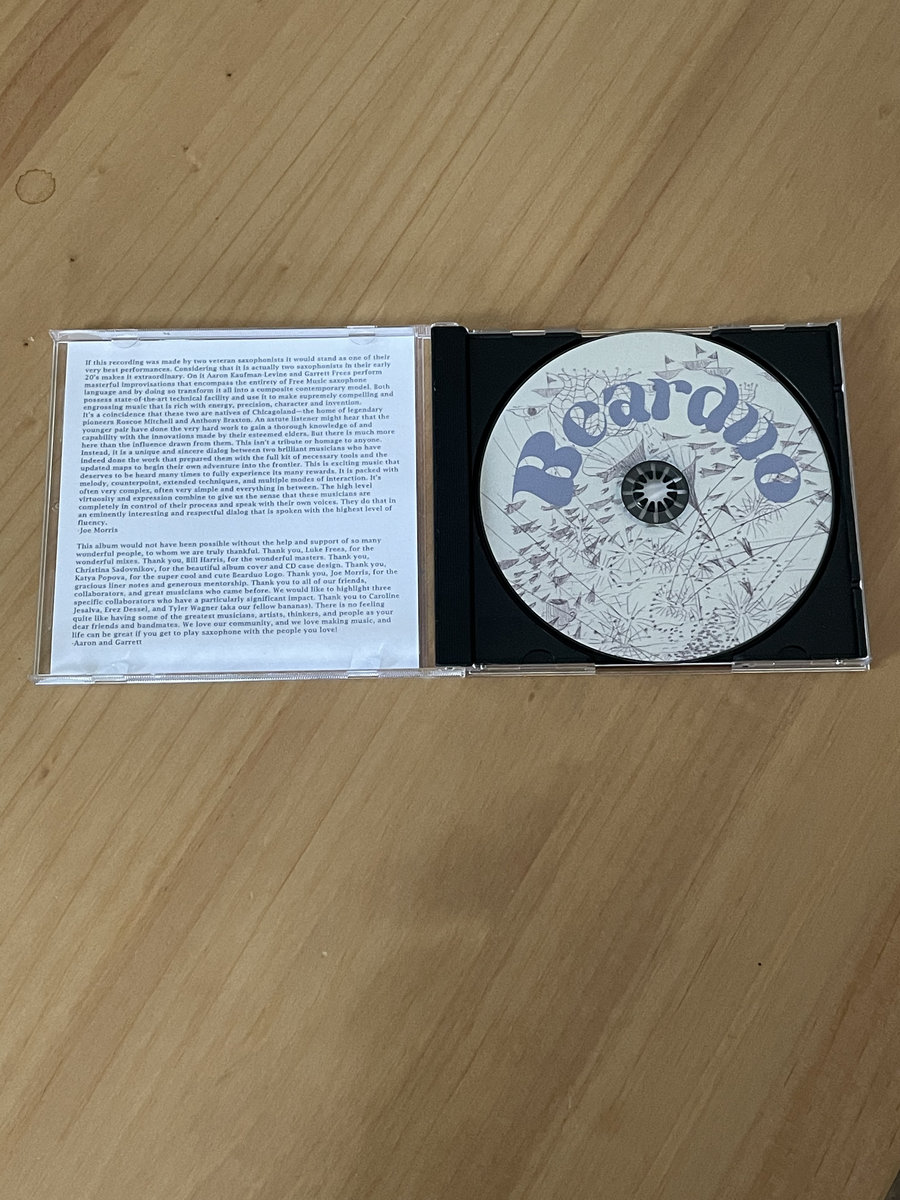 If this recording was made by two veteran saxophonists it would stand as one of their
very best performances. Considering that it is actually two saxophonists in their early
20's makes it extraordinary. On it Aaron Kaufman-Levine and Garrett Frees perform
masterful improvisations that encompass the entirety of Free Music saxophone
language and by doing so transform it all into a composite contemporary model. Both
possess state-of-the-art technical facility and use it to make supremely compelling and
engrossing music that is rich with energy, precision, character and invention.
It's a coincidence that these two are natives of Chicagoland—the home of legendary
pioneers Roscoe Mitchell and Anthony Braxton. An astute listener might hear that the
younger pair have done the very hard work to gain a thorough knowledge of and
capability with the innovations made by their esteemed elders. But there is much more
here than the influence drawn from them. This isn't a tribute or homage to anyone.
Instead, it is a unique and sincere dialog between two brilliant musicians who have
indeed done the work that prepared them with the full kit of necessary tools and the
updated maps to begin their own adventure into the frontier. This is exciting music that
deserves to be heard many times to fully experience its many rewards. It is packed with
melody, counterpoint, extended techniques, and multiple modes of interaction. It's
often very complex, often very simple and everything in between. The high level
virtuosity and expression combine to give us the sense that these musicians are
completely in control of their process and speak with their own voices. They do that in
an eminently interesting and respectful dialog that is spoken with the highest level of
fluency.
-Joe Morris
This album would not have been possible without the help and support of so many
wonderful people, to whom we are truly thankful. Thank you, Luke Frees, for the
wonderful mixes. Thank you, Bill Harris, for the wonderful masters. Thank you,
Christina Sadovnikov, for the beautiful album cover and CD case design. Thank you,
Katya Popova, for the super cool and cute Bearduo Logo. Thank you, Joe Morris, for the
gracious liner notes and generous mentorship. Thank you to all of our friends,
collaborators, and great musicians who came before. We would like to highlight three
specific collaborators who have a particularly significant impact. Thank you to Caroline
Jesalva, Erez Dessel, and Tyler Wagner (aka our fellow bananas). There is no feeling
quite like having some of the greatest musicians, artists, thinkers, and people as your
dear friends and bandmates. We love our community, and we love making music, and
life can be great if you get to play saxophone with the people you love!
-Aaron and Garrett
Bearduo